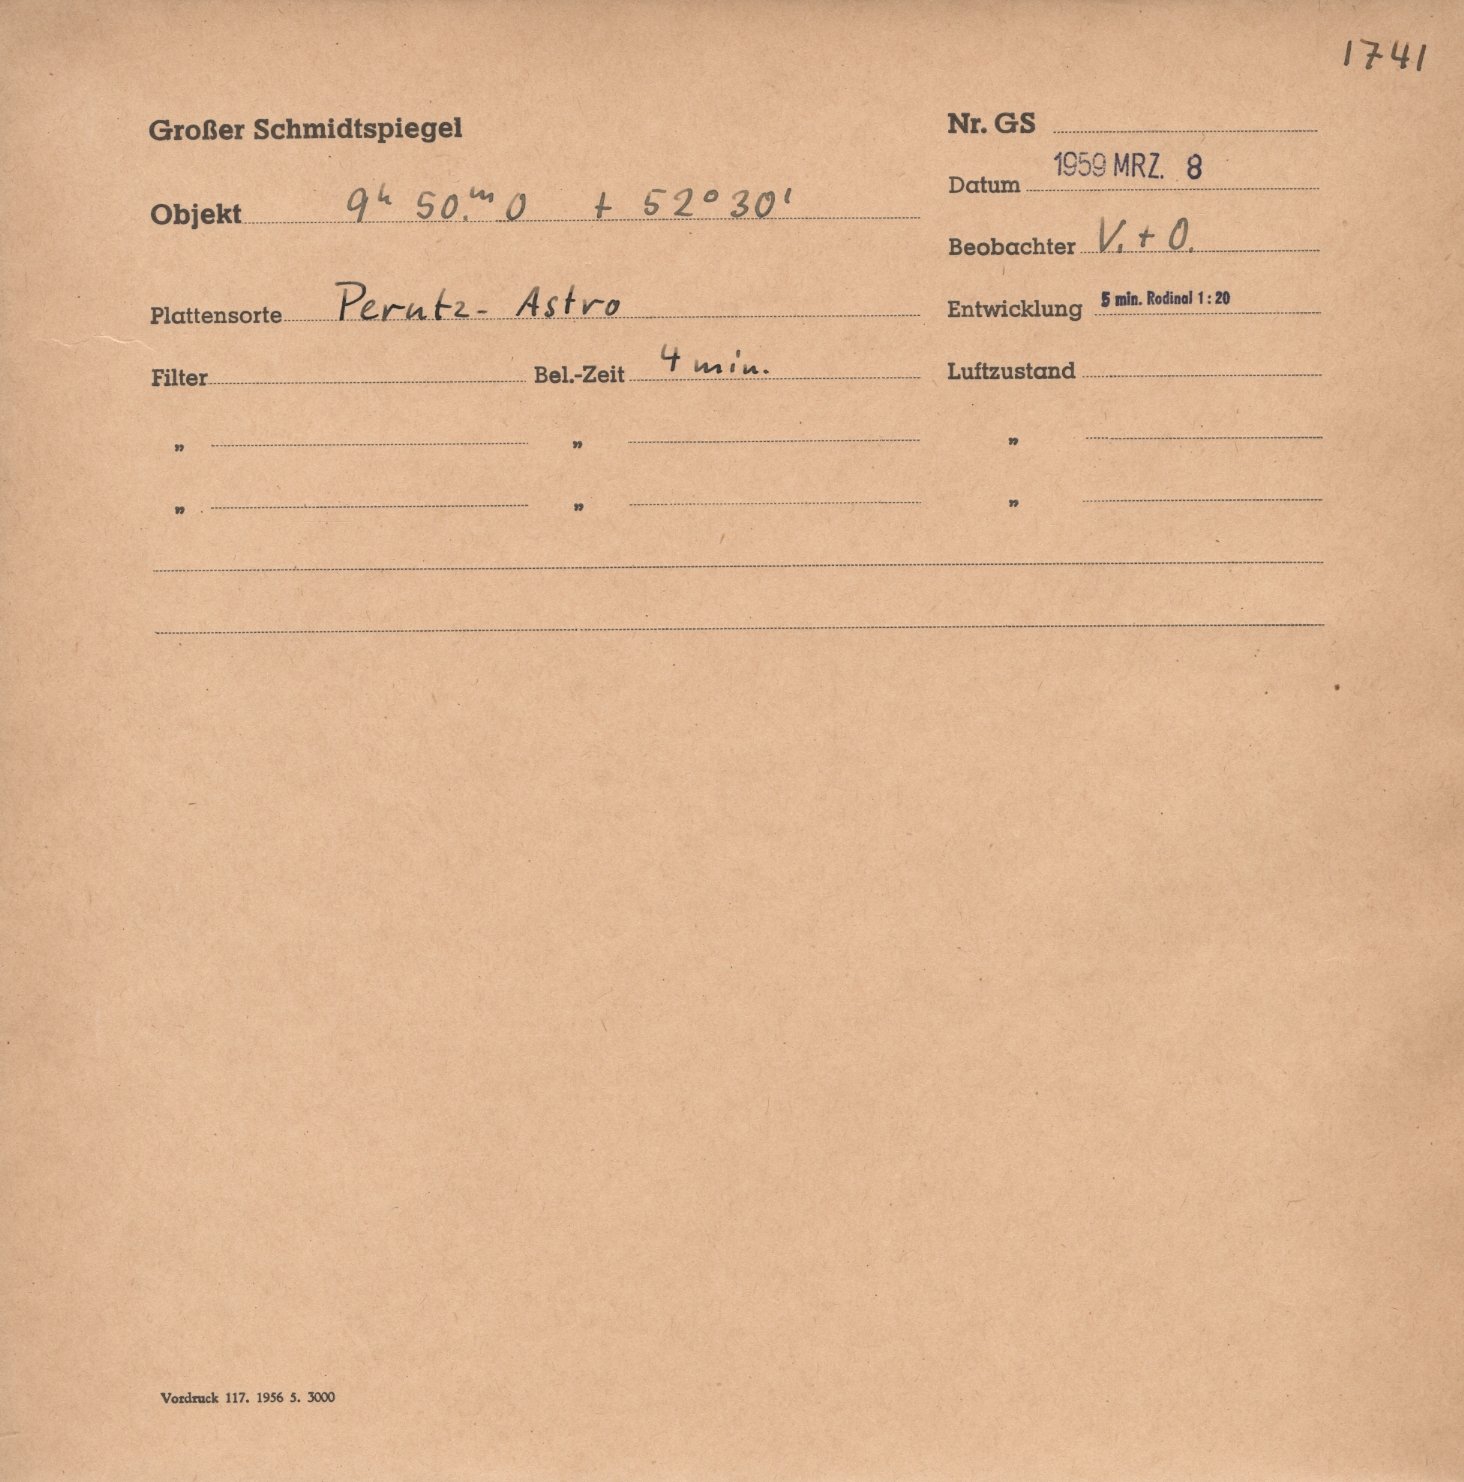 1741
Großer Schmidtspiegel
Nr. GS
Datum 1959 MRZ. 8
Objekt 9h 50.m 0 + 52° 30'
Beobachter V. + O.
Plattensorte Perutz- Astro
Entwicklung 5 min. Rodinal 1 : 20
Filter Bel.-Zeit 4 min. Luftzustand
„ „ „
„ „ „
Vordruck 117. 1956 5. 3000